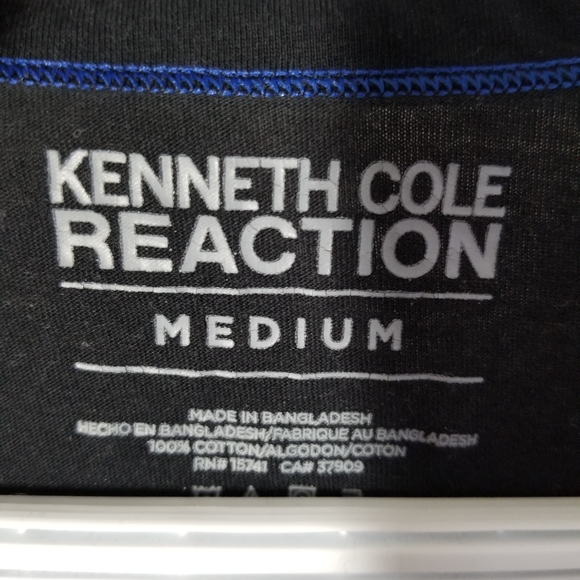 KENNETH COLE
REACTION
MEDIUM
MADE IN BANGLADESH
HECHO EN BANGLADESH/FABRIQUE AU BANGLADESH
100% COTTON/ALGODON/COTON
RN# 15741 CA# 37909